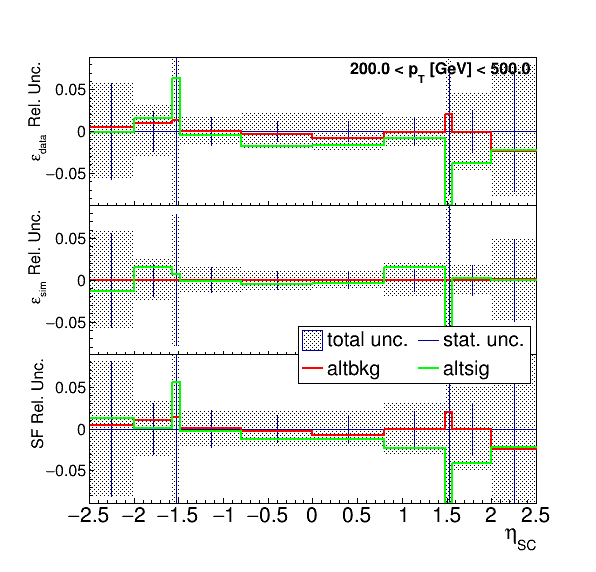 200.0 < p_T [GeV] < 500.0
ε_data Rel. Unc.
0.05
0
−0.05
ε_sim Rel. Unc.
0.05
0
−0.05
total unc. stat. unc.
altbkg altsig
SF Rel. Unc.
0.05
0
−0.05
−2.5 −2 −1.5 −1 −0.5 0 0.5 1 1.5 2 2.5
η_SC